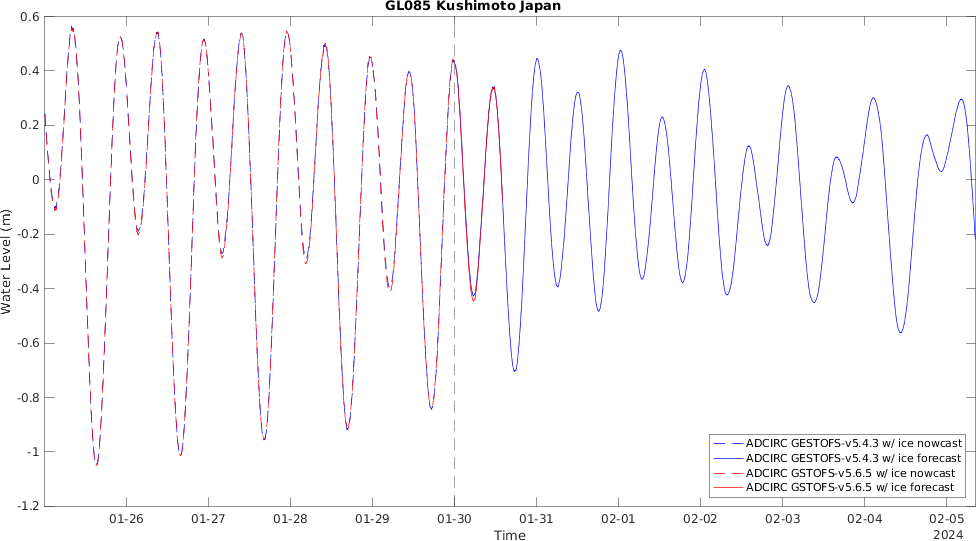 GL085 Kushimoto Japan
0.6
0.4
0.2
0
-0.2
-0.4
-0.6
-0.8
-1
-1.2
Water Level (m)
ADCIRC GESTOFS-v5.4.3 w/ ice nowcast
ADCIRC GESTOFS-v5.4.3 w/ ice forecast
ADCIRC GSTOFS-v5.6.5 w/ ice nowcast
ADCIRC GSTOFS-v5.6.5 w/ ice forecast
01-26 01-27 01-28 01-29 01-30 01-31 02-01 02-02 02-03 02-04 02-05
2024
Time